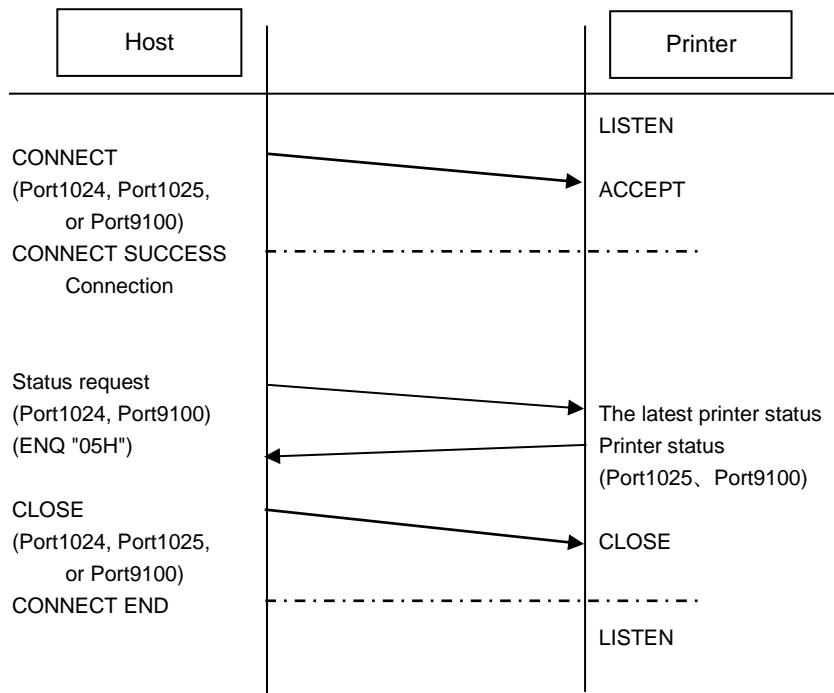 Host
Printer
LISTEN
CONNECT
(Port1024, Port1025,
or Port9100)
ACCEPT
CONNECT SUCCESS
Connection
Status request
(Port1024, Port9100)
(ENQ "05H")
The latest printer status
Printer status
(Port1025、Port9100)
CLOSE
(Port1024, Port1025,
or Port9100)
CLOSE
CONNECT END
LISTEN